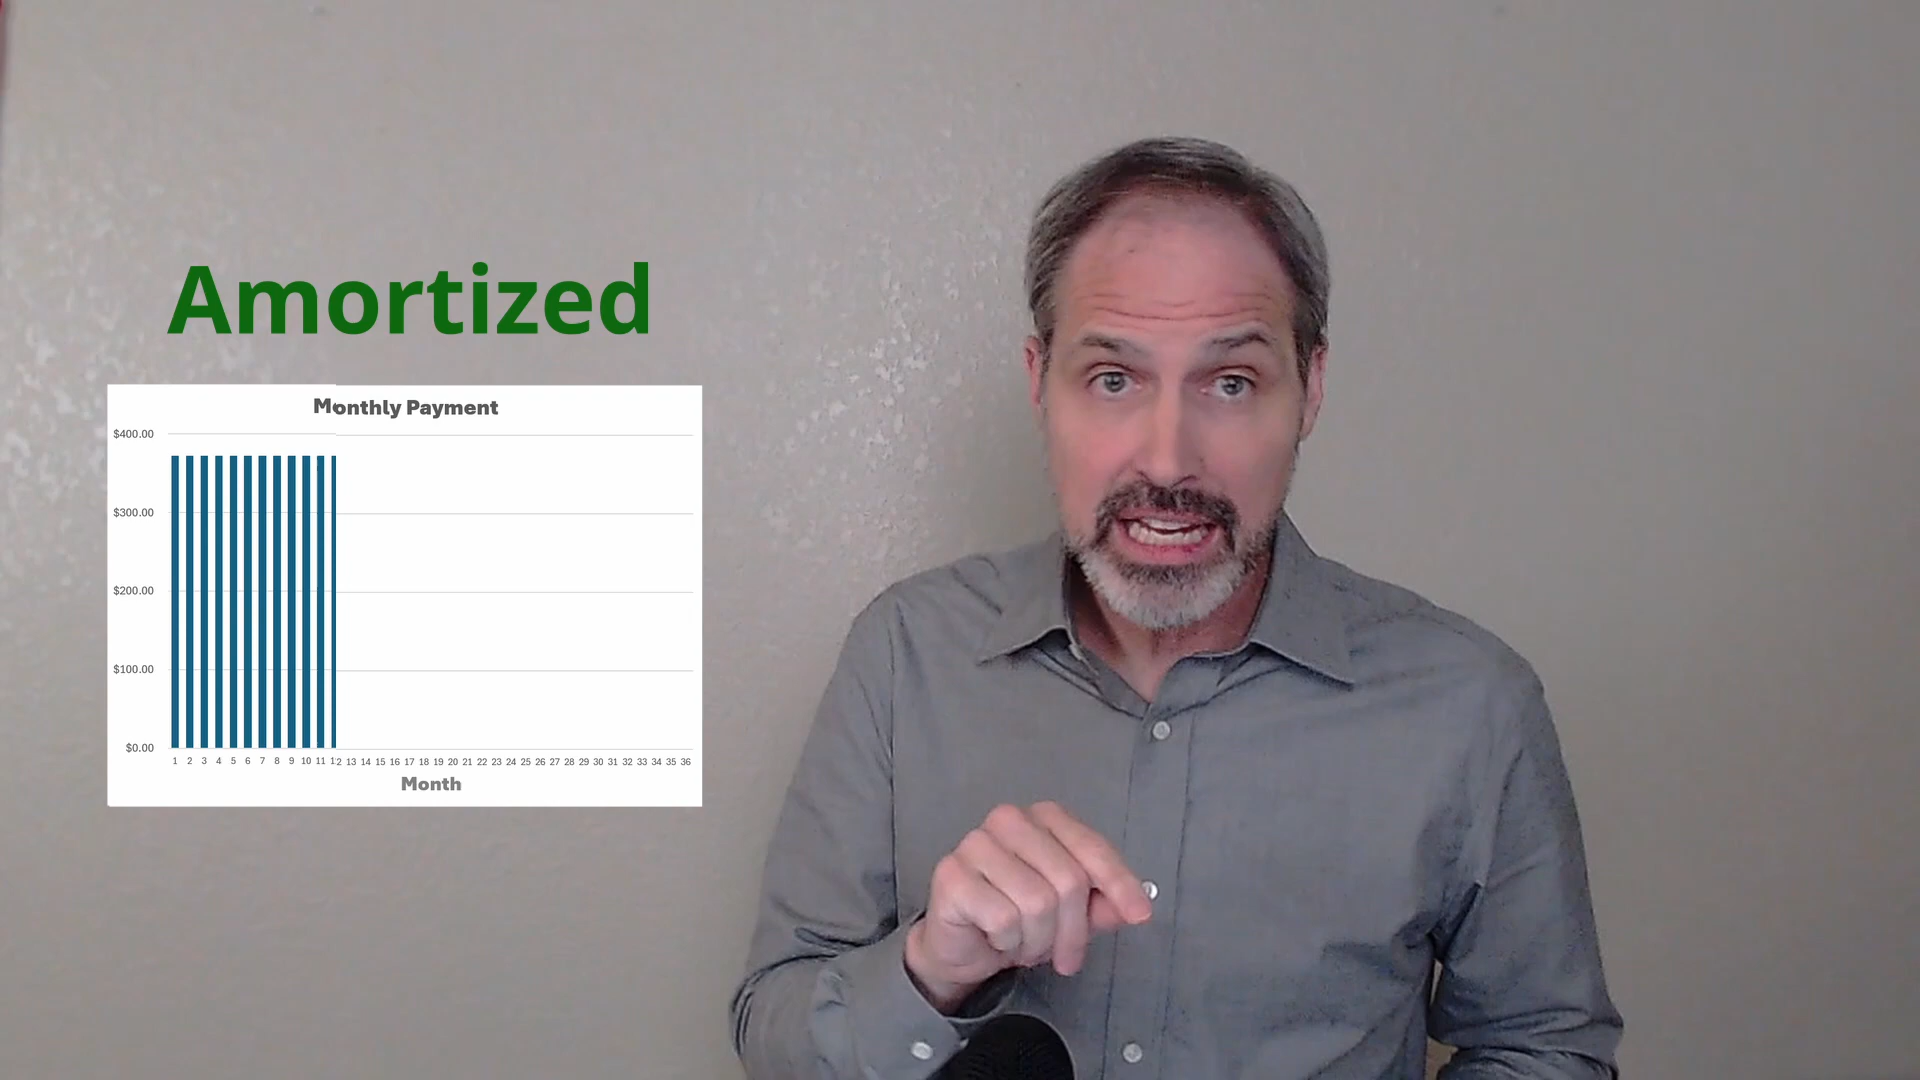 Amortized
Monthly Payment
$400.00
$300.00
$200.00
$100.00
$0.00
1 2 3 4 5 6 7 8 9 10 11 12 13 14 15 16 17 18 19 20 21 22 23 24 25 26 27 28 29 30 31 32 33 34 35 36
Month